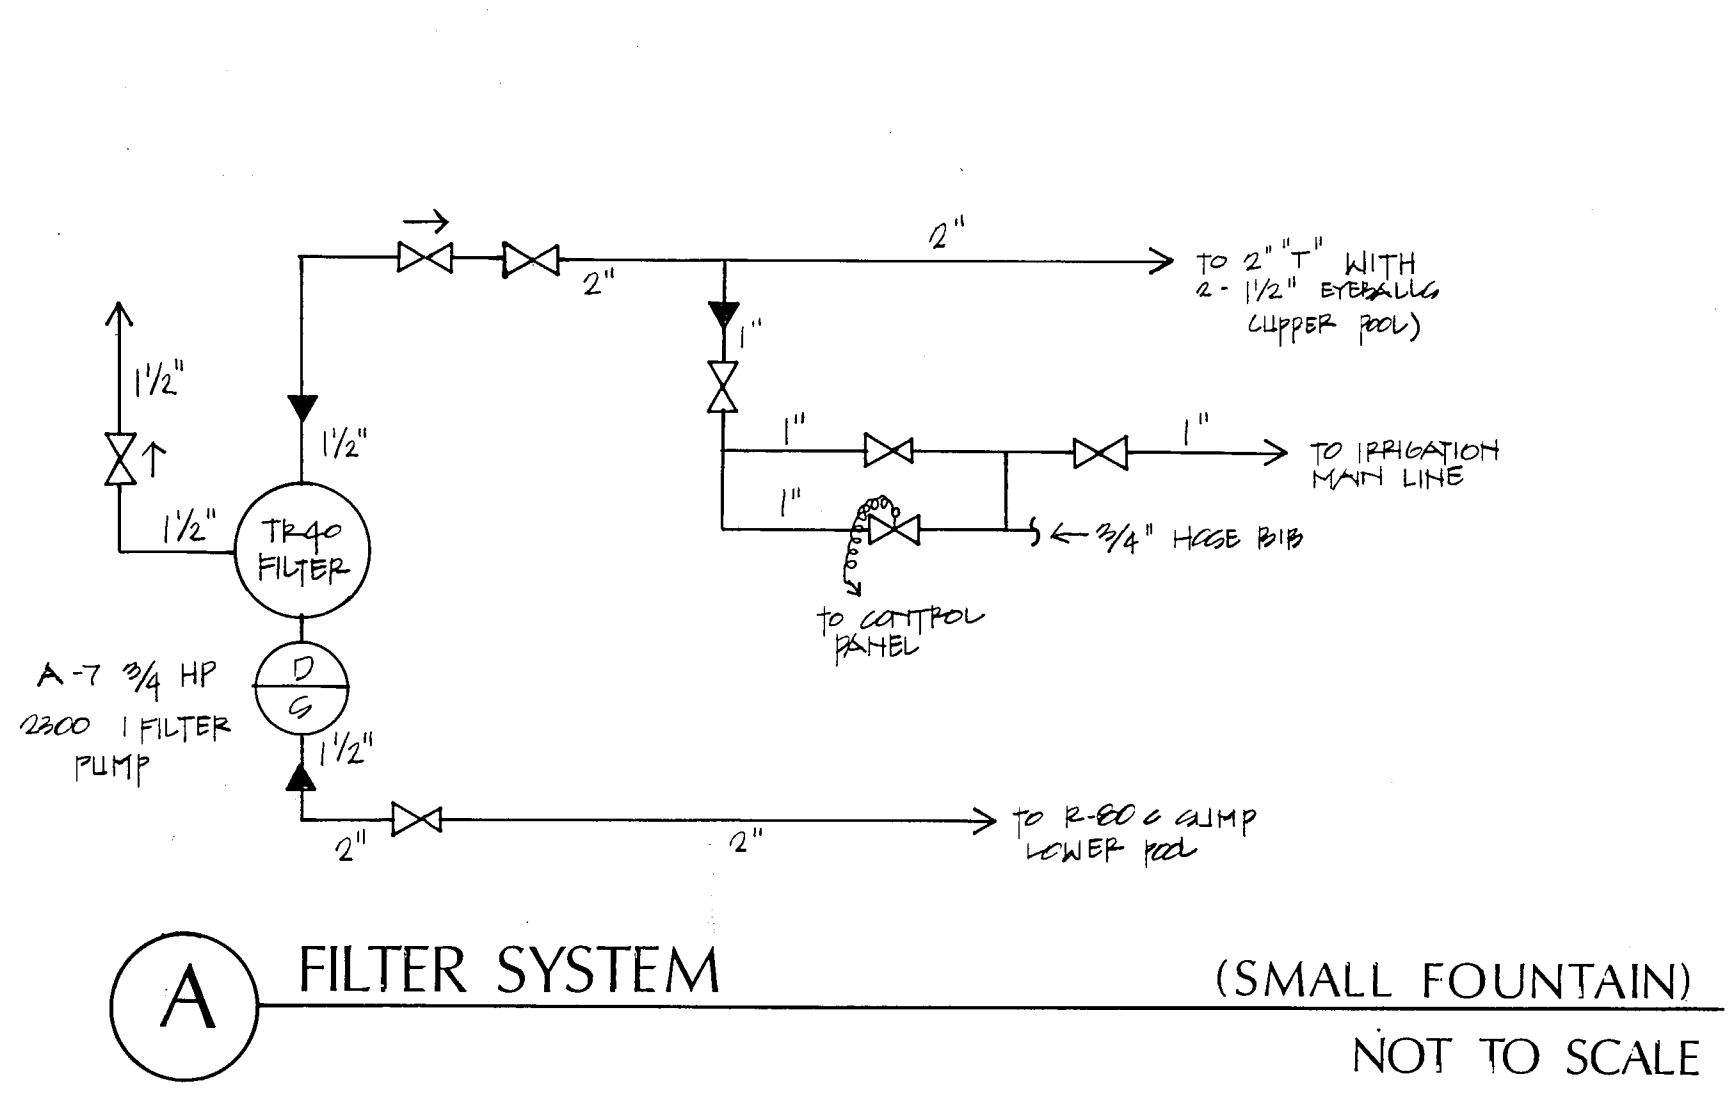 2"
2"
TO 2" "T" WITH
2 - 1½" EYEBALLS
(UPPER POOL)
1"
1½"
1½"
1"
1"
TO IRRIGATION
MAIN LINE
1½"
TR40
FILTER
1"
3/4" HOSE BIB
TO CONTROL
PANEL
A-7 3/4 HP
2300 1 FILTER
PUMP
D
S
1½"
2"
2"
TO R-80 C SUMP
LOWER POOL
A
FILTER SYSTEM
(SMALL FOUNTAIN)
NOT TO SCALE